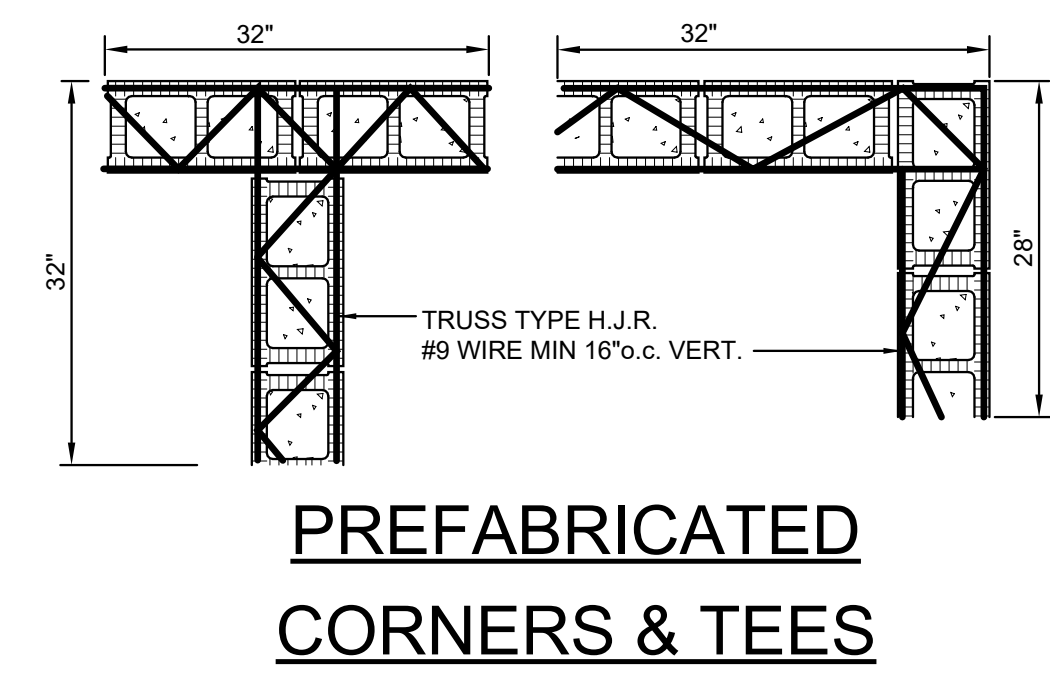 32"
32"
32"
28"
TRUSS TYPE H.J.R.
#9 WIRE MIN 16"o.c. VERT.
PREFABRICATED
CORNERS & TEES